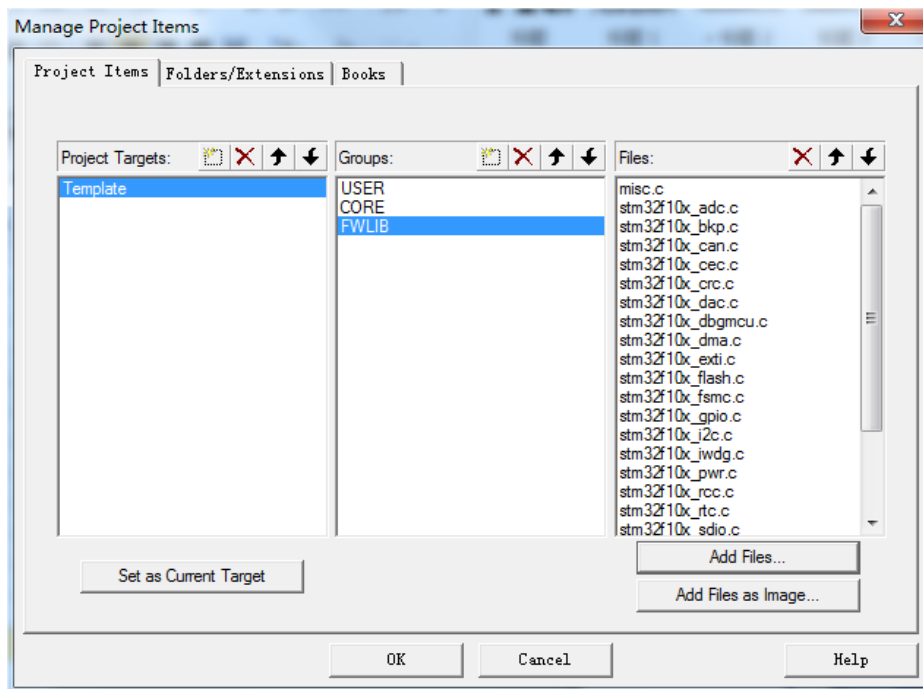 Manage Project Items
Project Items Folders/Extensions Books
Project Targets:
Template
Set as Current Target
Groups:
USER
CORE
FWLIB
Files:
misc.c
stm32f10x_adc.c
stm32f10x_bkp.c
stm32f10x_can.c
stm32f10x_cec.c
stm32f10x_crc.c
stm32f10x_dac.c
stm32f10x_dbgmcu.c
stm32f10x_dma.c
stm32f10x_exti.c
stm32f10x_flash.c
stm32f10x_fsmc.c
stm32f10x_gpio.c
stm32f10x_i2c.c
stm32f10x_iwdg.c
stm32f10x_pwr.c
stm32f10x_rcc.c
stm32f10x_rtc.c
stm32f10x_sdio.c
Add Files...
Add Files as Image...
OK Cancel Help